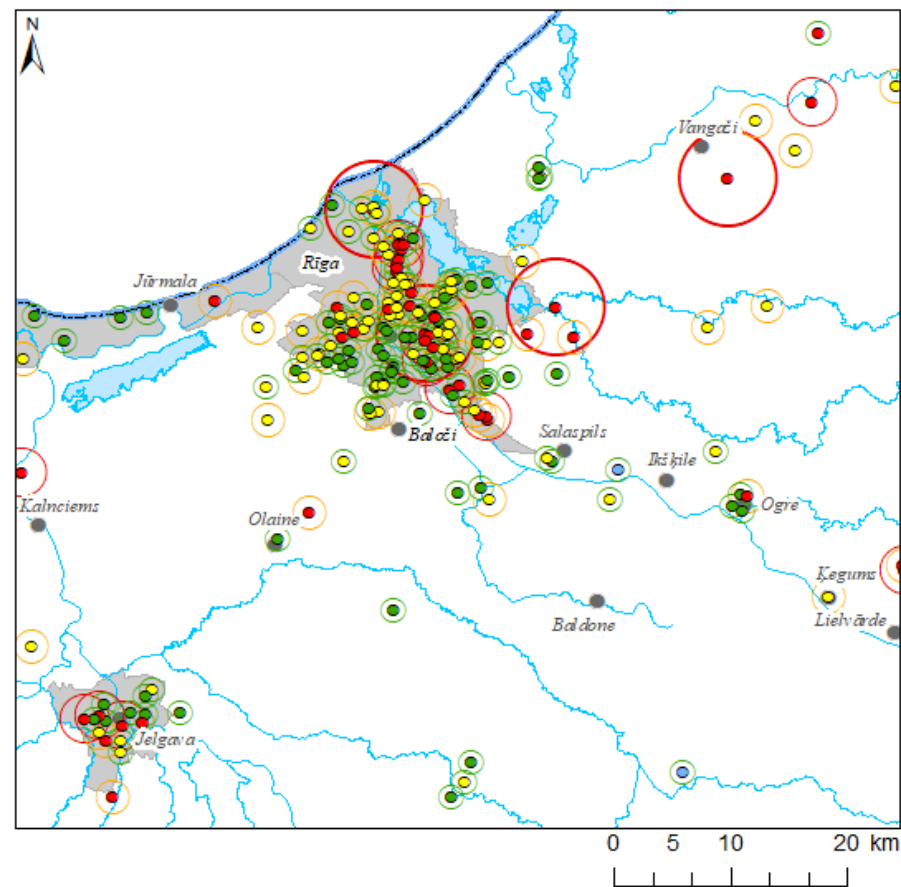 N
Vangaži
Rīga
Jūrmala
Baloži
Salaspils
Ikšķile
Ogre
Kalnciems
Olaine
Ķegums
Baldone
Lielvārde
Jelgava
0 5 10 20 km